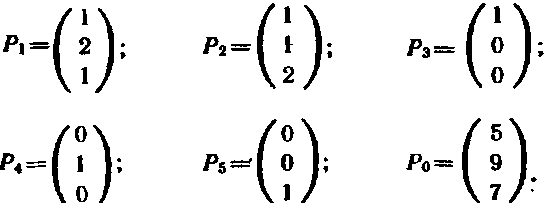 P₁=(1 2 1); P₂=(1 1 2); P₃=(1 0 0);
P₄=(0 1 0); P₅=(0 0 1); P₀=(5 9 7).